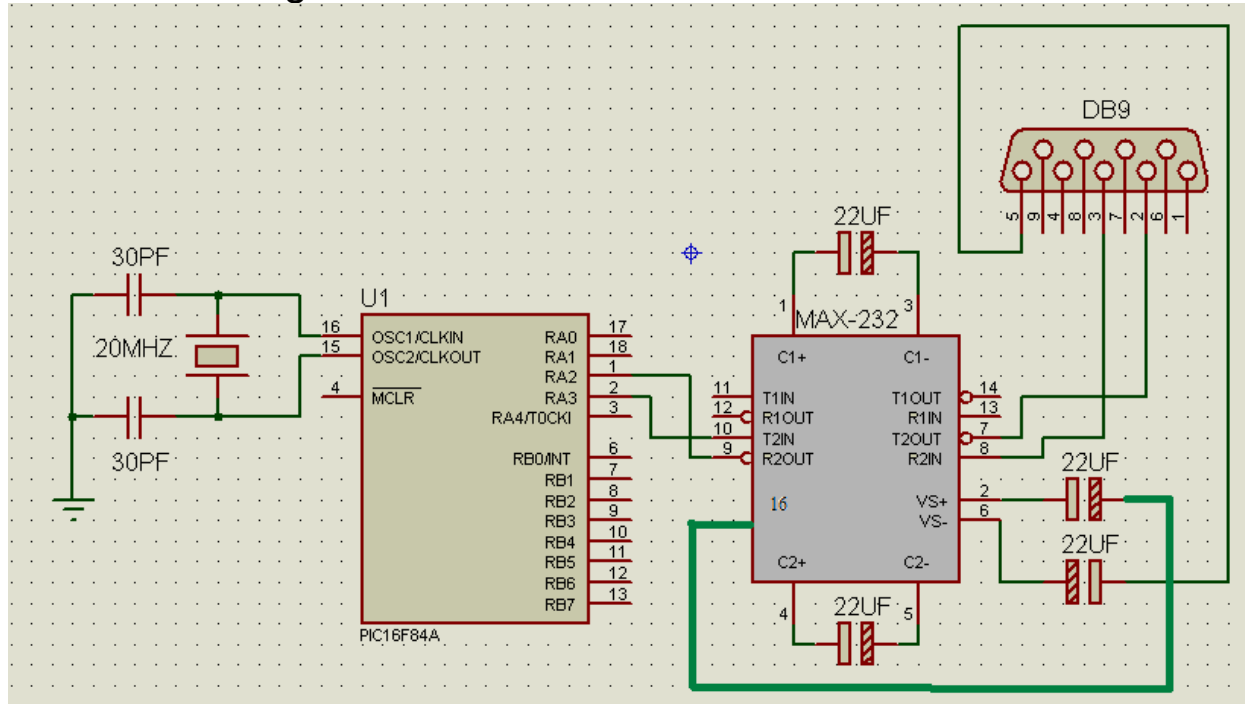 DB9
5 9 4 8 3 7 2 6 1
22UF
1 3
MAX-232
C1+ C1-
11 T1IN T1OUT 14
12 R1OUT R1IN 13
10 T2IN T2OUT 7
9 R2OUT R2IN 8
16
VS+ 2
VS- 6
C2+ C2-
4 5
22UF
22UF
22UF
30PF
20MHZ
30PF
U1
16 OSC1/CLKIN RA0 17
15 OSC2/CLKOUT RA1 18
RA2 1
4 MCLR RA3 2
RA4/T0CKI 3
RB0/INT 6
RB1 7
RB2 8
RB3 9
RB4 10
RB5 11
RB6 12
RB7 13
PIC16F84A